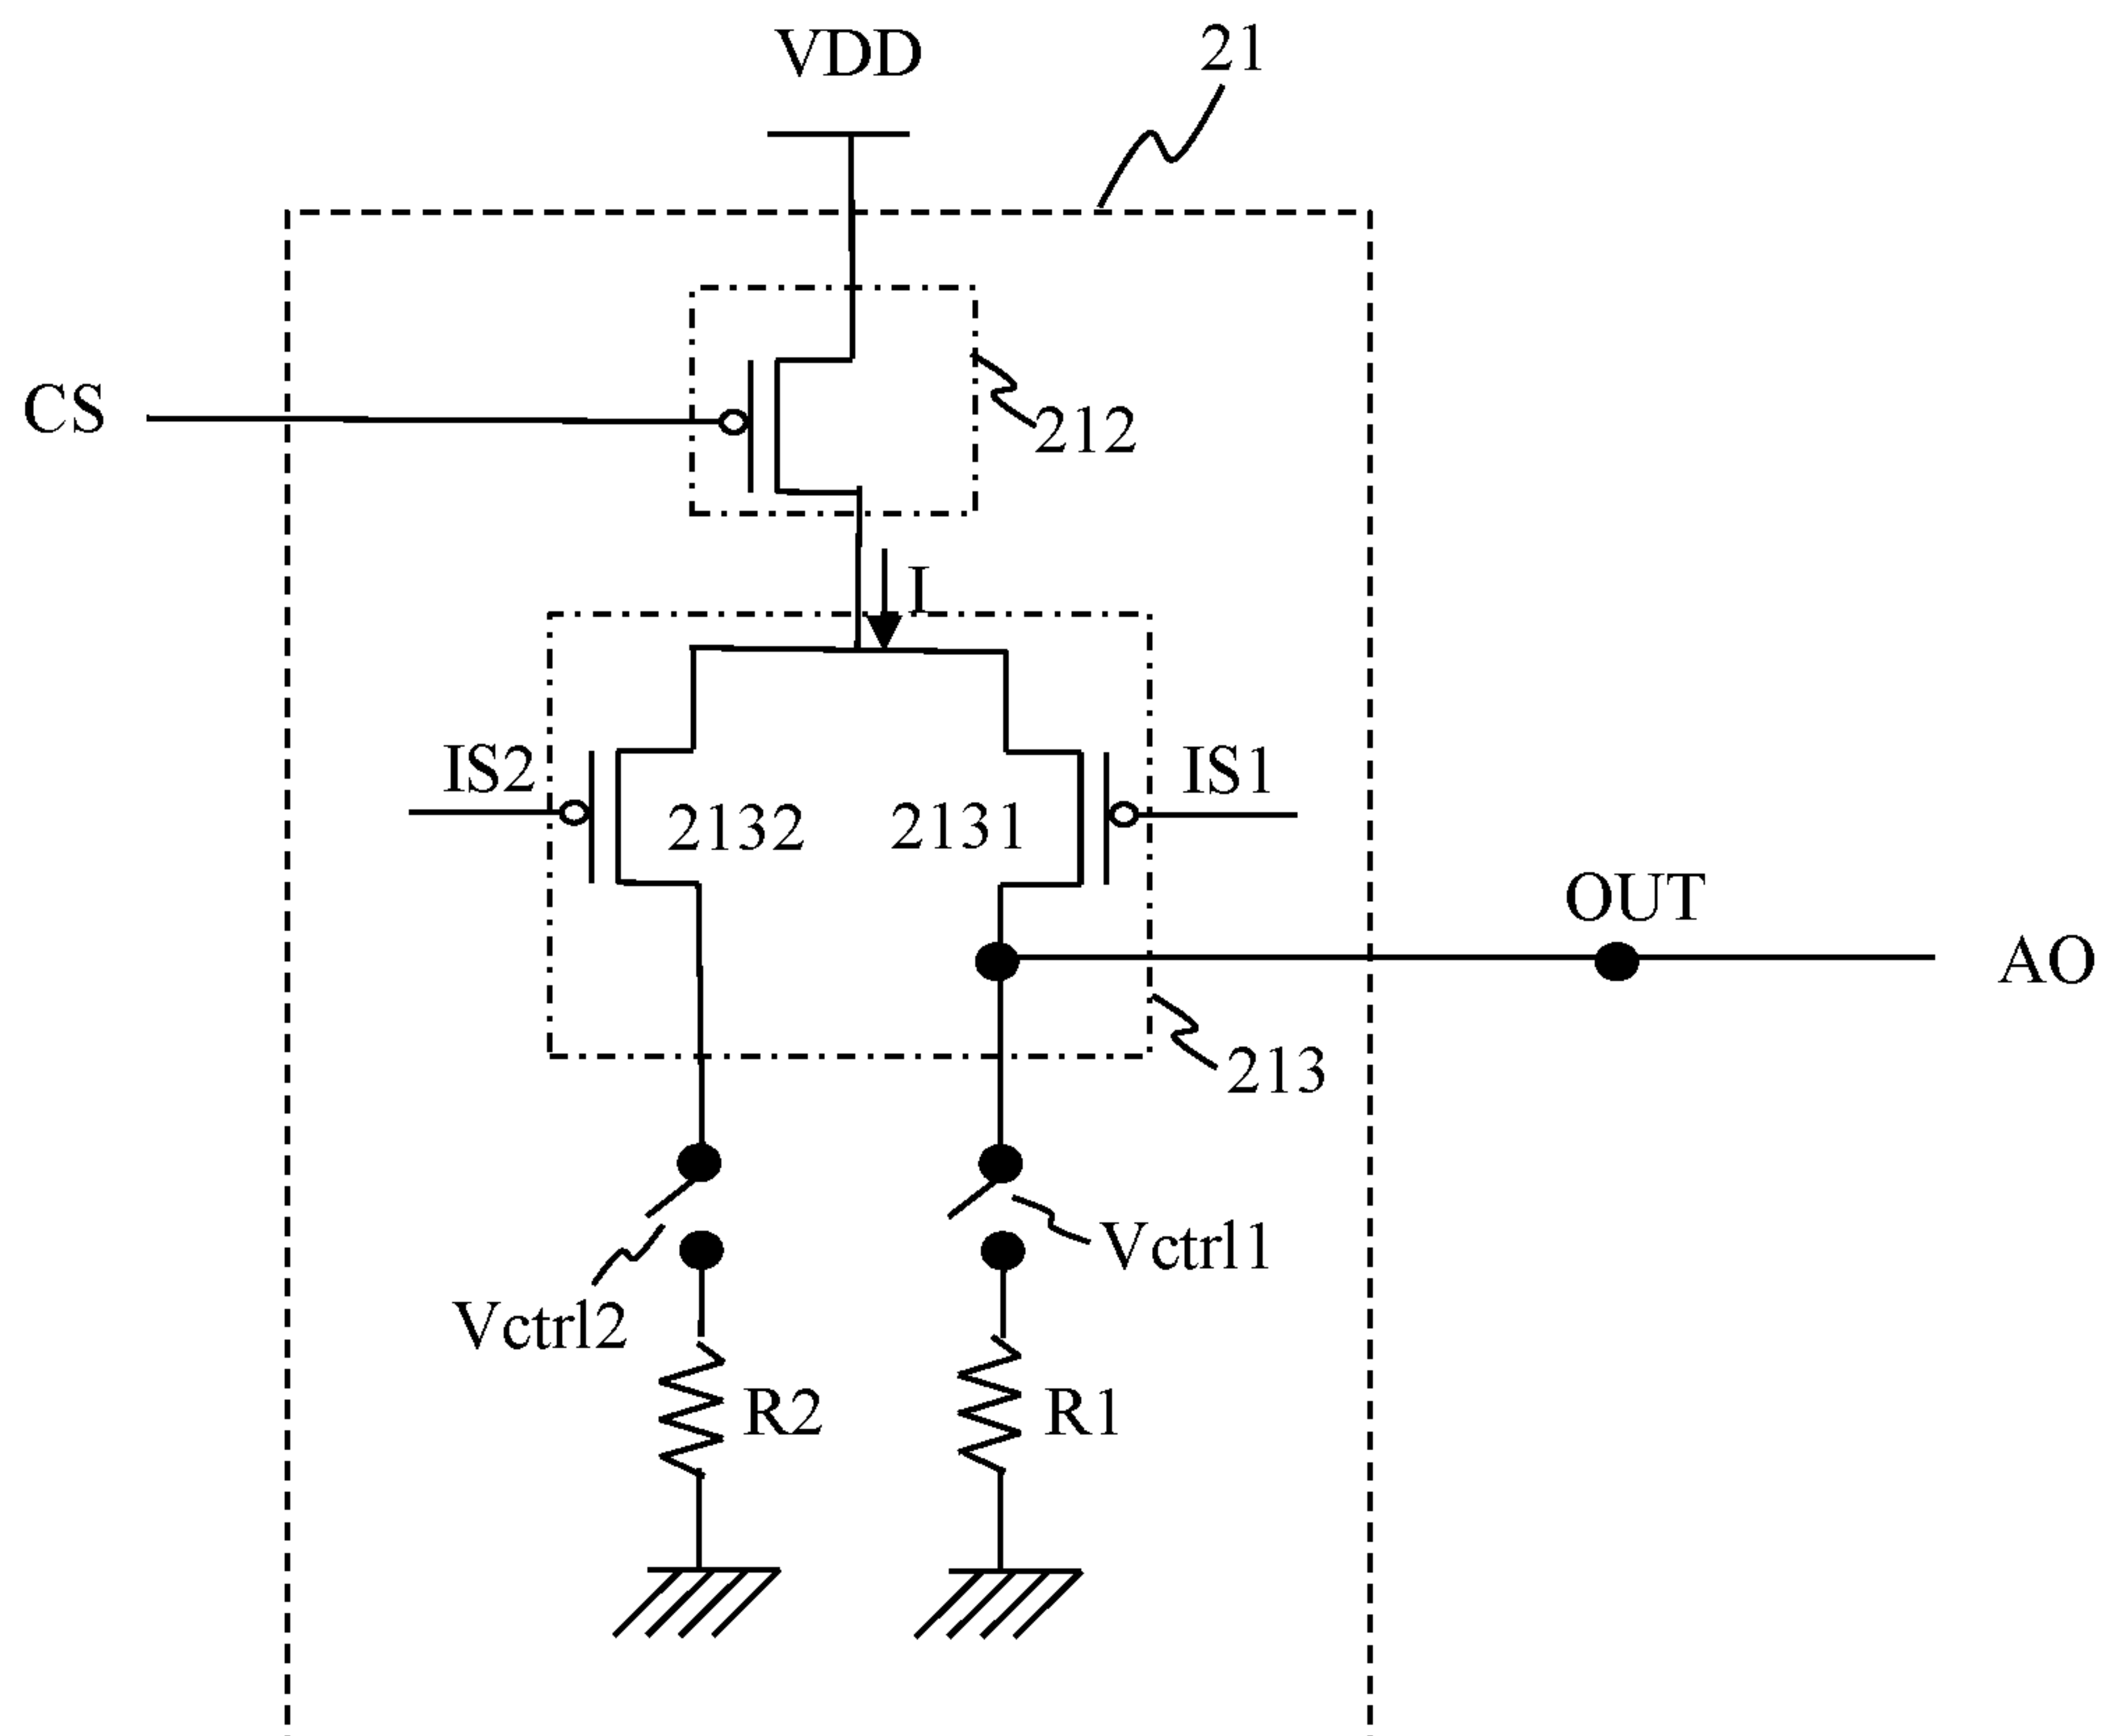 VDD
21
CS
212
I
IS2
IS1
2132
2131
OUT
AO
213
Vctrl1
Vctrl2
R2
R1